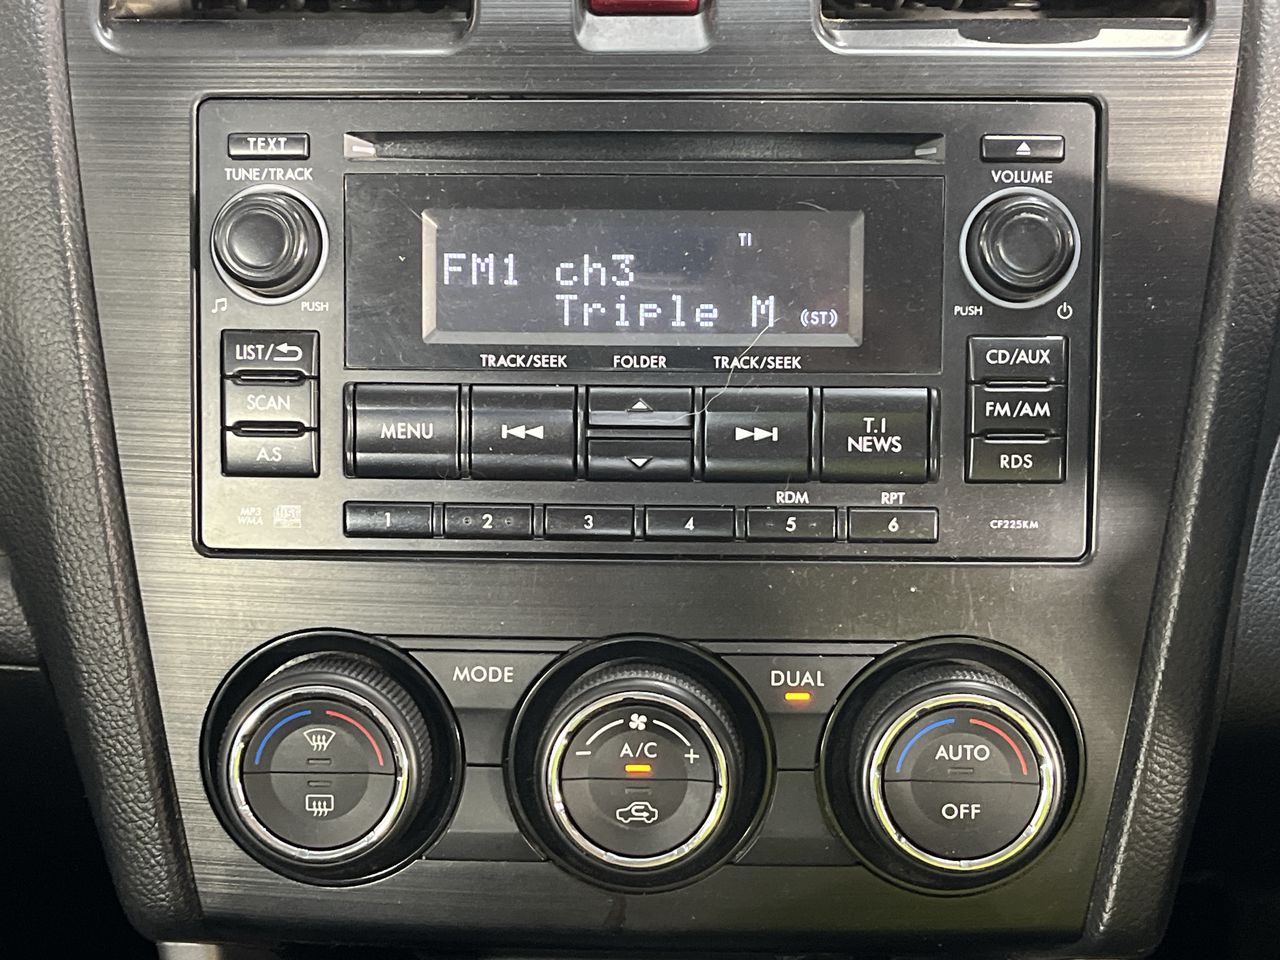 TEXT
TUNE/TRACK
PUSH
LIST/
SCAN
A.S
MP3
WMA
TI
FM1 ch3
Triple M (ST)
TRACK/SEEK FOLDER TRACK/SEEK
MENU
T.I
NEWS
RDM RPT
1 2 3 4 5 6
VOLUME
PUSH
CD/AUX
FM/AM
RDS
CF225KM
MODE
DUAL
A/C
- +
AUTO
OFF